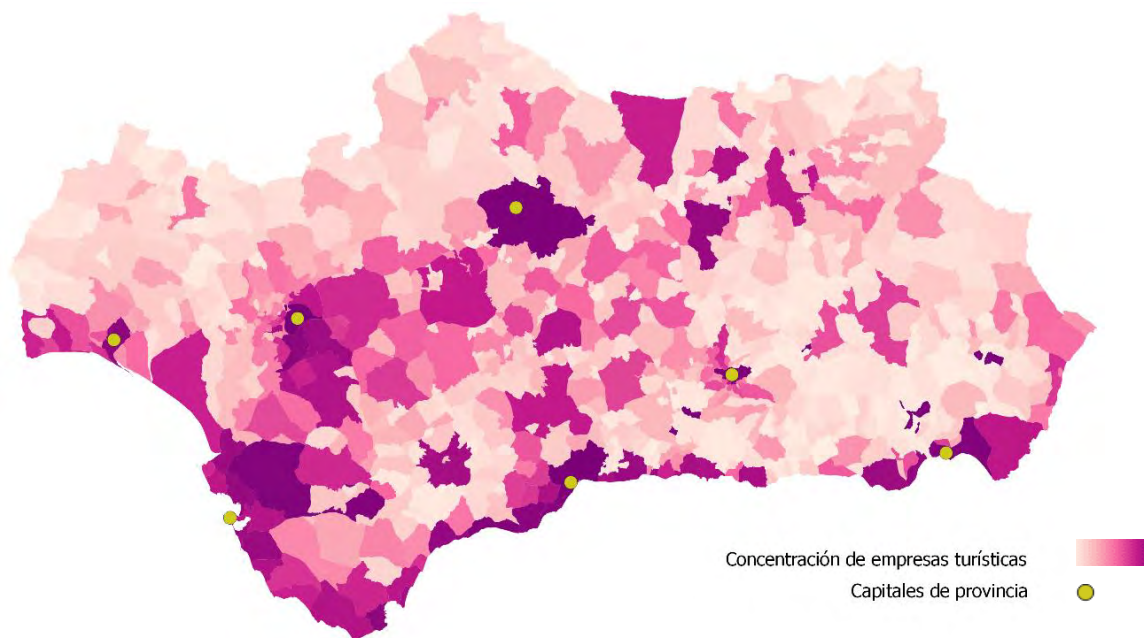 Concentración de empresas turísticas
Capitales de provincia